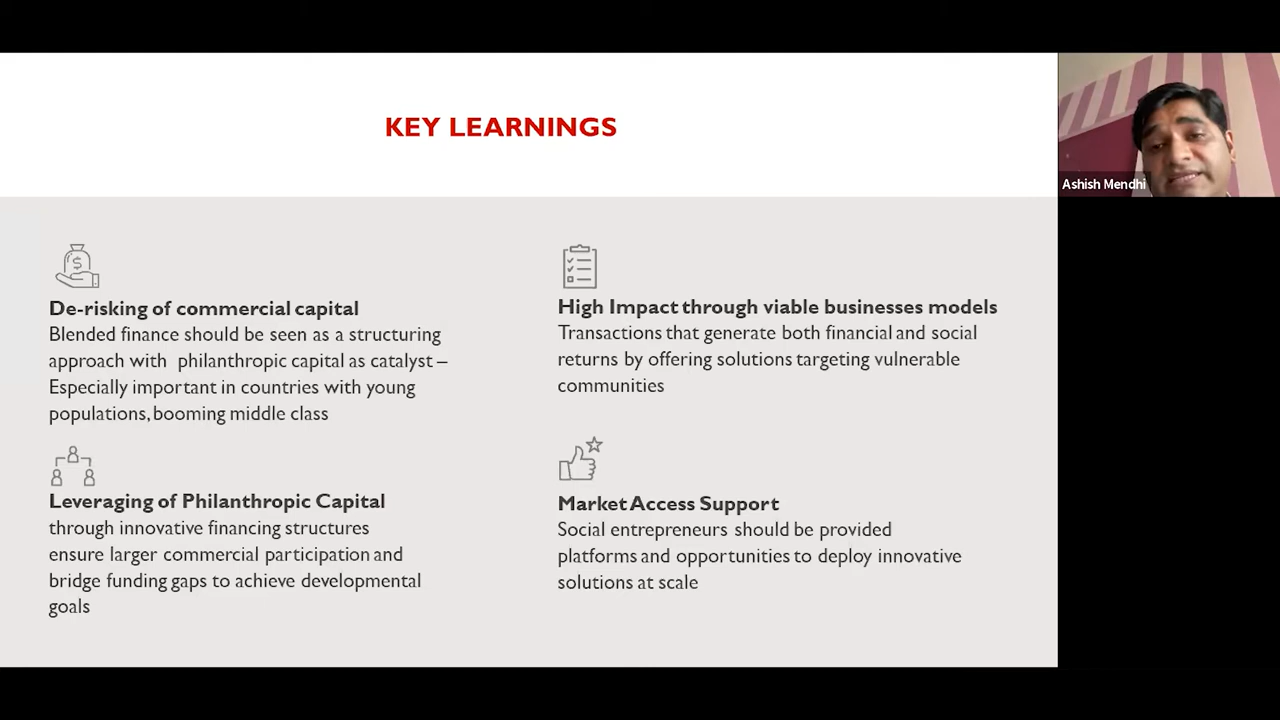 KEY LEARNINGS
Ashish Mendhi
De-risking of commercial capital
Blended finance should be seen as a structuring
approach with philanthropic capital as catalyst –
Especially important in countries with young
populations, booming middle class
High Impact through viable businesses models
Transactions that generate both financial and social
returns by offering solutions targeting vulnerable
communities
Leveraging of Philanthropic Capital
through innovative financing structures
ensure larger commercial participation and
bridge funding gaps to achieve developmental
goals
Market Access Support
Social entrepreneurs should be provided
platforms and opportunities to deploy innovative
solutions at scale